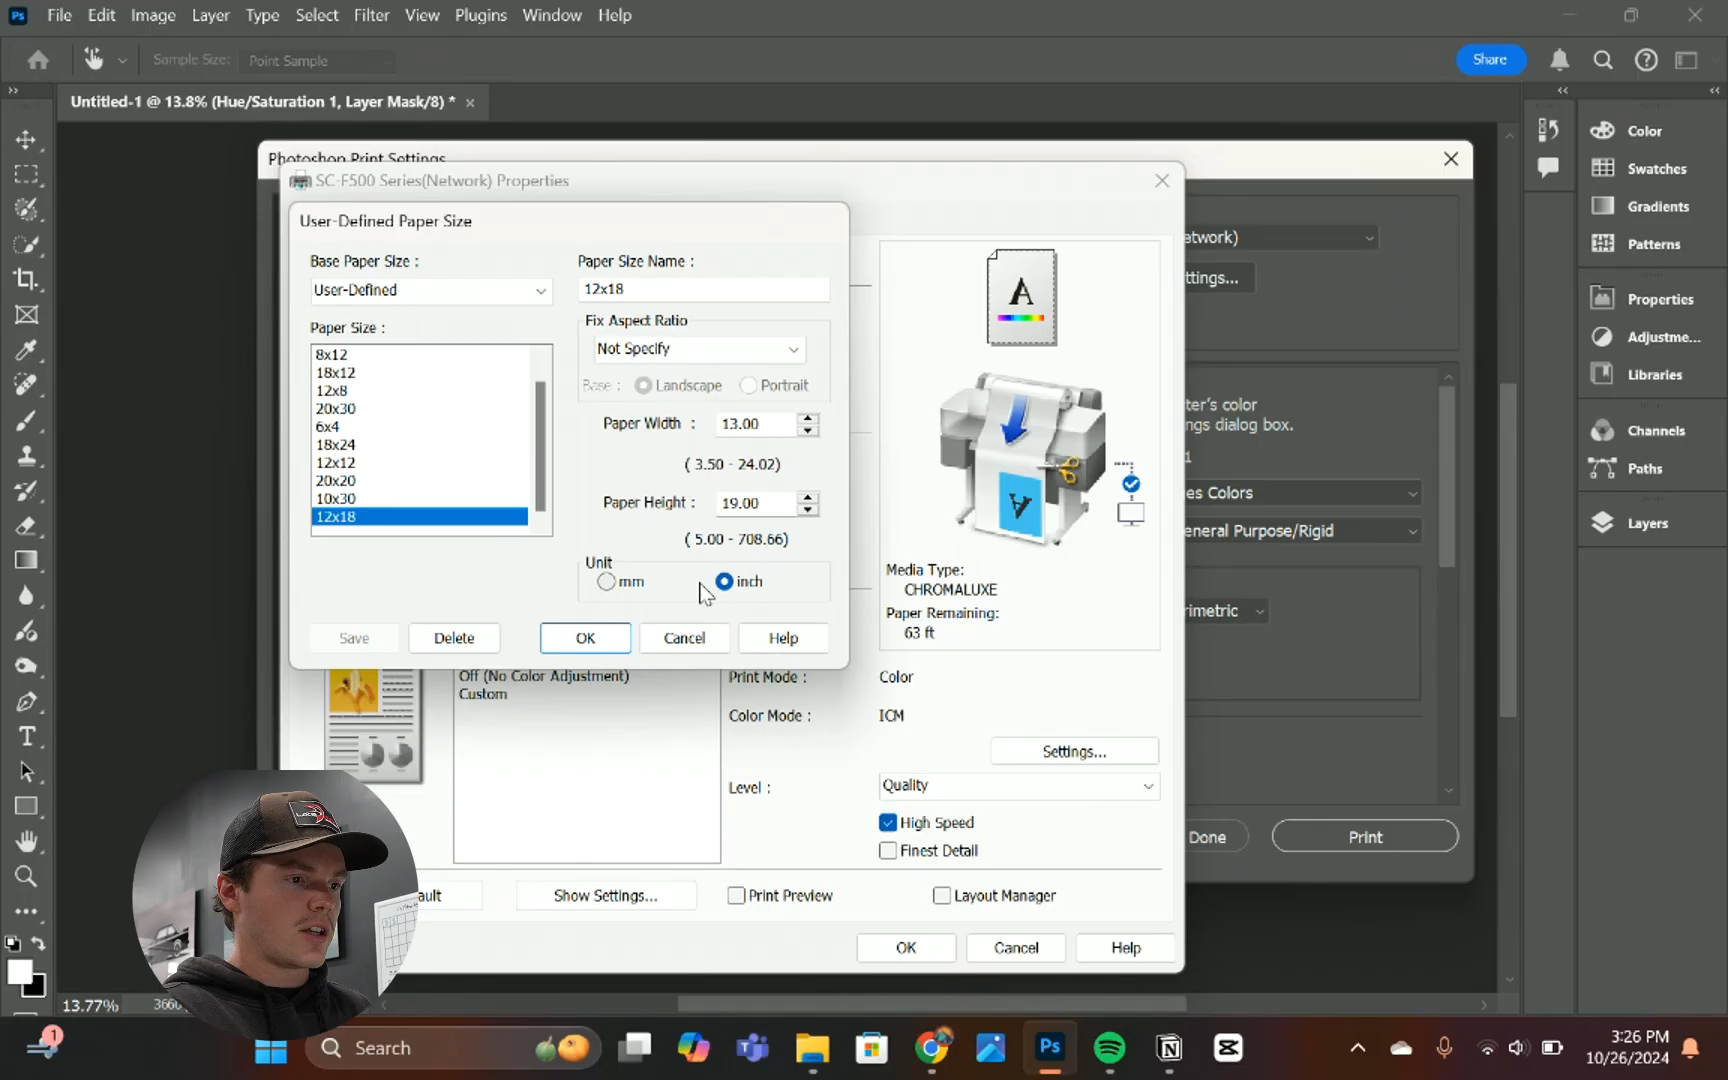 Ps File Edit Image Layer Type Select Filter View Plugins Window Help
Sample Size: Point Sample Share
Untitled-1 @ 13.8% (Hue/Saturation 1, Layer Mask/8) * ×
Photoshop Print Settings
SC-F500 Series(Network) Properties
User-Defined Paper Size
Base Paper Size :
User-Defined
Paper Size :
8x12
18x12
12x8
20x30
6x4
18x24
12x12
20x20
10x30
12x18
Paper Size Name :
12x18
Fix Aspect Ratio
Not Specify
Base : Landscape Portrait
Paper Width : 13.00
( 3.50 - 24.02)
Paper Height : 19.00
( 5.00 - 708.66)
Unit
mm inch
Save Delete OK Cancel Help
A
A
Media Type:
CHROMALUXE
Paper Remaining:
63 ft
Off (No Color Adjustment)
Custom
Print Mode : Color
Color Mode : ICM
Settings...
Level : Quality
High Speed
Finest Detail
ault Show Settings... Print Preview Layout Manager
OK Cancel Help
etwork)
ttings...
ter's color
ngs dialog box.
1
es Colors
eneral Purpose/Rigid
rimetric
Done Print
Color
Swatches
Gradients
Patterns
Properties
Adjustme...
Libraries
Channels
Paths
Layers
13.77% 3660
1 Search Ps 3:26 PM
10/26/2024